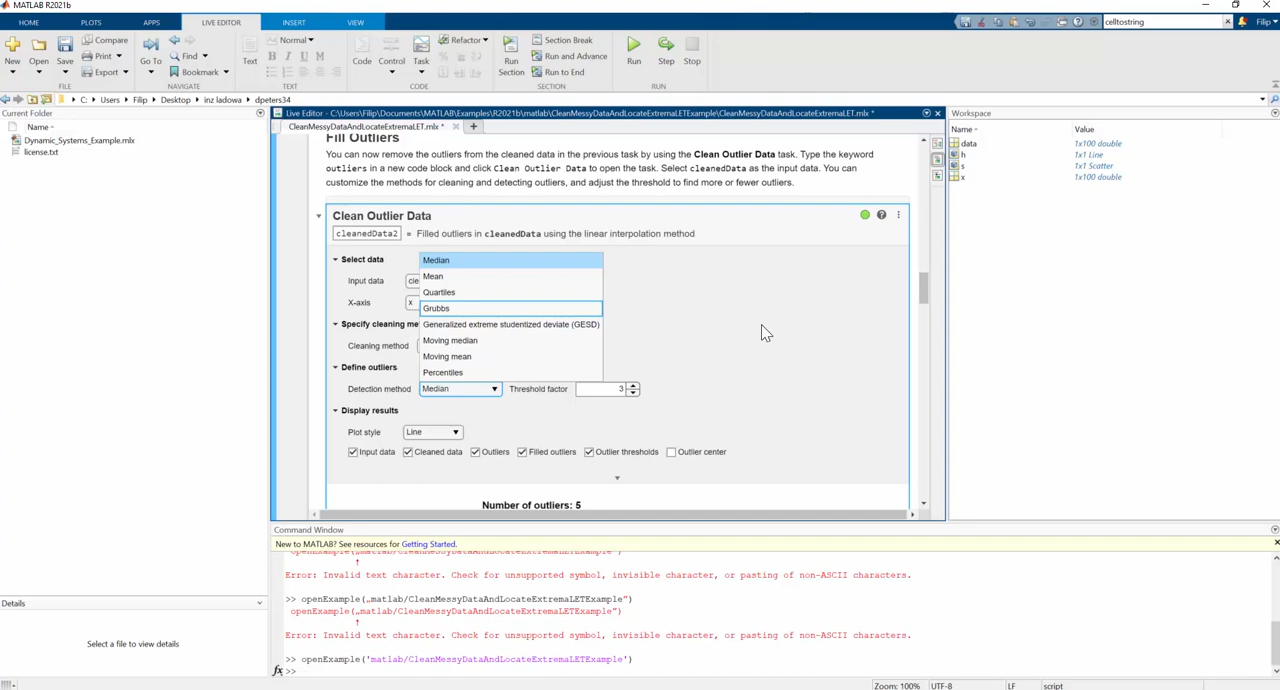 MATLAB R2021b
HOME PLOTS APPS LIVE EDITOR INSERT VIEW celltostring Filip
Compare Normal Refactor Section Break
Print Find B I U M Run and Advance
New Open Save Export Go To Bookmark Text Code Control Task Run Section Run to End Run Step Stop
FILE NAVIGATE TEXT CODE SECTION RUN
C: Users Filip Desktop inz ladowa dpeters34
Current Folder
Live Editor - C:\Users\Filip\Documents\MATLAB\Examples\R2021b\matlab\CleanMessyDataAndLocateExtremaLETExample\CleanMessyDataAndLocateExtremaLET.mlx *
Workspace
Name
CleanMessyDataAndLocateExtremaLET.mlx *
Name Value
Dynamic_Systems_Example.mlx
license.txt
data 1x100 double
h 1x1 Line
s 1x1 Scatter
x 1x100 double
Fill Outliers
You can now remove the outliers from the cleaned data in the previous task by using the Clean Outlier Data task. Type the keyword
outliers in a new code block and click Clean Outlier Data to open the task. Select cleanedData as the input data. You can
customize the methods for cleaning and detecting outliers, and adjust the threshold to find more or fewer outliers.
Clean Outlier Data
cleanedData2 = Filled outliers in cleanedData using the linear interpolation method
Select data
Input data cle
X-axis x
Specify cleaning me
Cleaning method
Define outliers
Median
Mean
Quartiles
Grubbs
Generalized extreme studentized deviate (GESD)
Moving median
Moving mean
Percentiles
Detection method Median Threshold factor 3
Display results
Plot style Line
Input data Cleaned data Outliers Filled outliers Outlier thresholds Outlier center
Number of outliers: 5
Command Window
New to MATLAB? See resources for Getting Started.
openExample(„matlab/CleanMessyDataAndLocateExtremaLETExample”)
Error: Invalid text character. Check for unsupported symbol, invisible character, or pasting of non-ASCII characters.
>> openExample(„matlab/CleanMessyDataAndLocateExtremaLETExample”)
openExample(„matlab/CleanMessyDataAndLocateExtremaLETExample”)
Error: Invalid text character. Check for unsupported symbol, invisible character, or pasting of non-ASCII characters.
>> openExample('matlab/CleanMessyDataAndLocateExtremaLETExample')
fx >>
Details
Select a file to view details
Zoom: 100% UTF-8 LF script